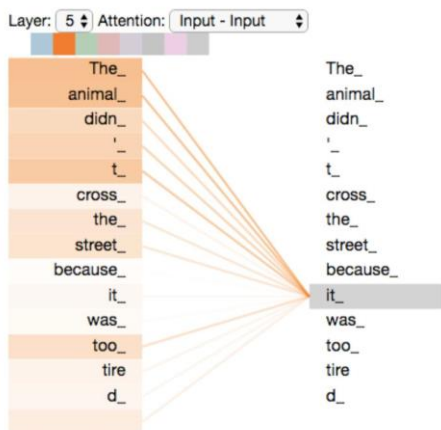 Layer: 5 Attention: Input - Input
The_ The_
animal_ animal_
didn_ didn_
'_ '_
t_ t_
cross_ cross_
the_ the_
street_ street_
because_ because_
it_ it_
was_ was_
too_ too_
tire tire
d_ d_